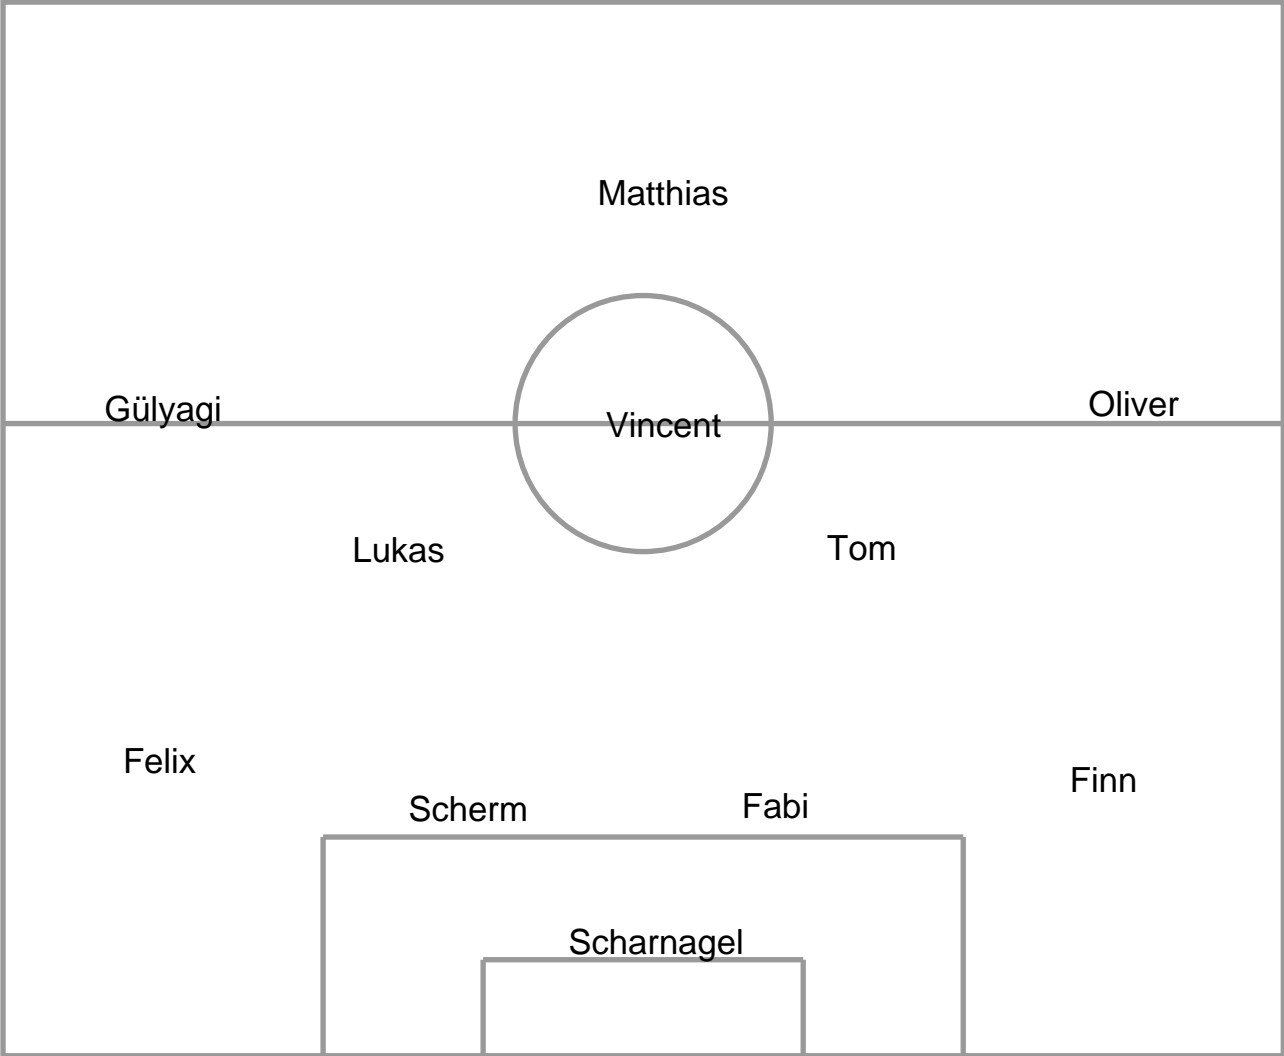 Matthias
Gülyagi
Vincent
Oliver
Lukas
Tom
Felix
Finn
Scherm
Fabi
Scharnagel